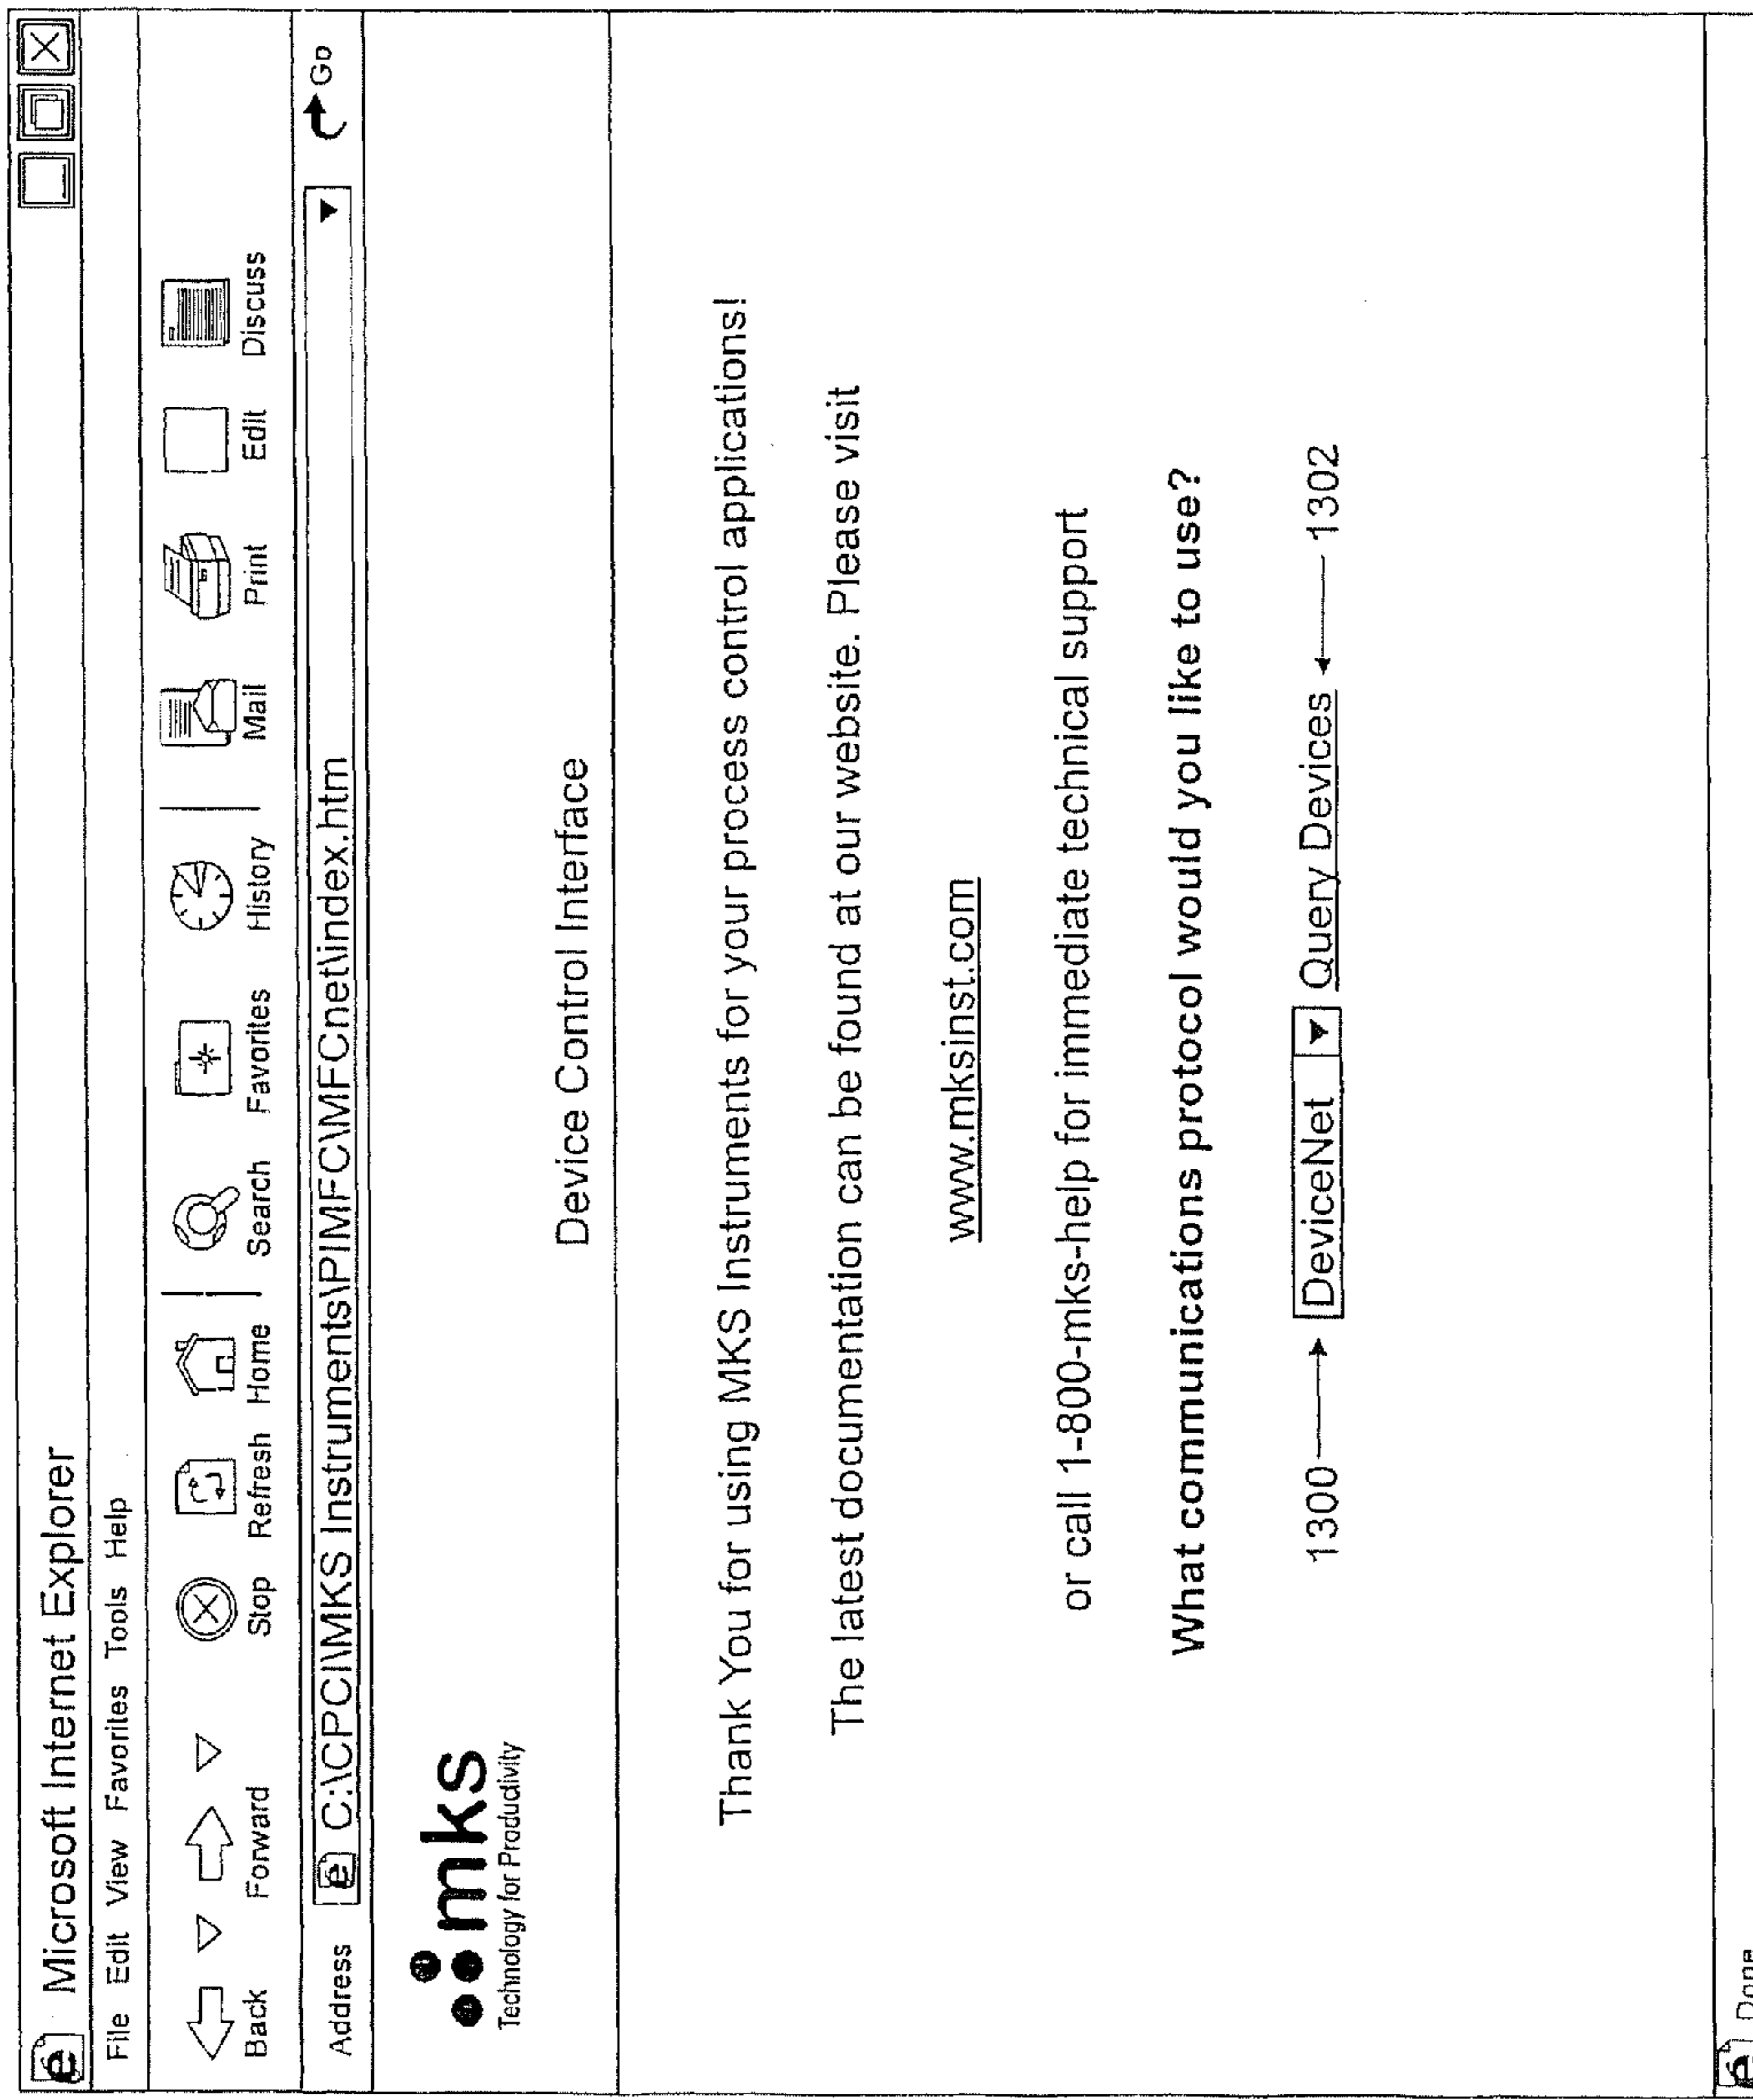 Microsoft Internet Explorer
File Edit View Favorites Tools Help
Back Forward Stop Refresh Home Search Favorites History Mail Print Edit Discuss
Address C:\CPCI\MKS Instruments\PIMFC\MFCnet\index.htm Go
mks
Technology for Productivity
Device Control Interface
Thank You for using MKS Instruments for your process control applications!
The latest documentation can be found at our website. Please visit
www.mksinst.com
or call 1-800-mks-help for immediate technical support
What communications protocol would you like to use?
1300 DeviceNet Query Devices 1302
Done